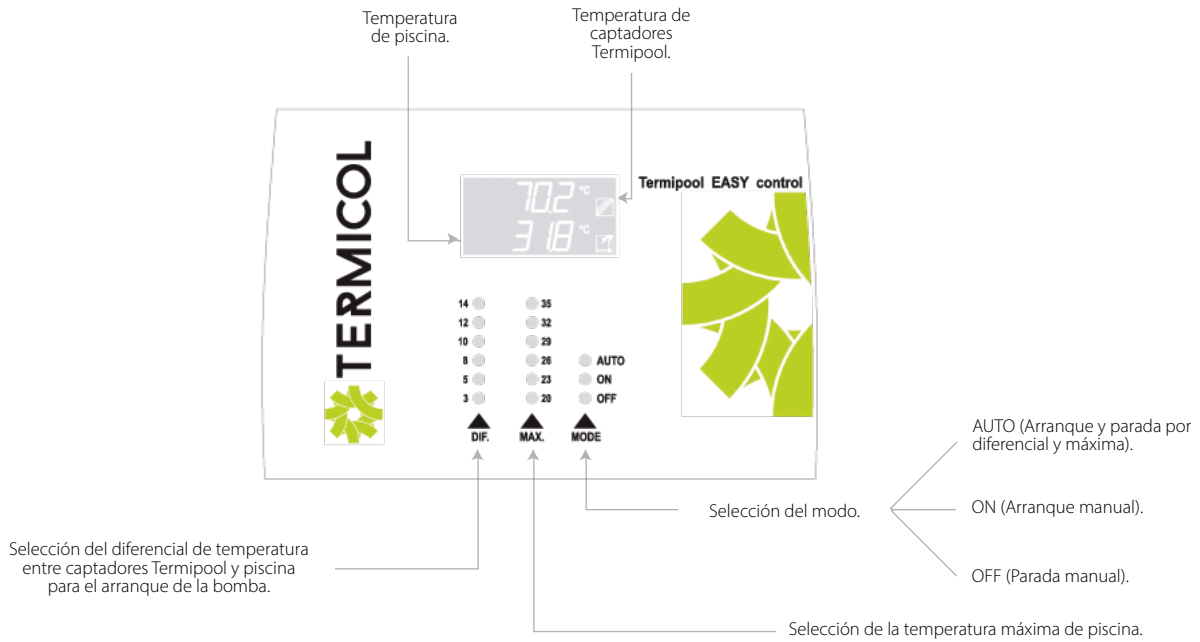 Temperatura
de piscina.
Temperatura de
captadores
Termipool.
TERMICOL
70.2 °C
31.8 °C
Termipool EASY control
14
12
10
8
5
3
DIF.
35
32
29
26
23
20
MAX.
AUTO
ON
OFF
MODE
AUTO (Arranque y parada por
diferencial y máxima).
Selección del modo.
ON (Arranque manual).
OFF (Parada manual).
Selección del diferencial de temperatura
entre captadores Termipool y piscina
para el arranque de la bomba.
Selección de la temperatura máxima de piscina.